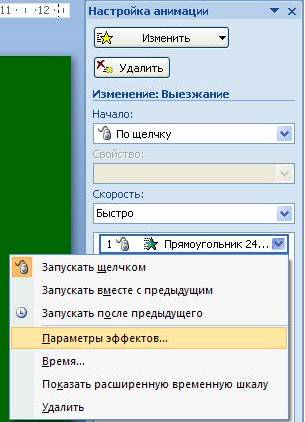 11 · · · 12 ·
Настройка анимации
Изменить
Удалить
Изменение: Выезжание
Начало:
По щелчку
Свойство:
Скорость:
Быстро
1 Прямоугольник 24...
Запускать щелчком
Запускать вместе с предыдущим
Запускать после предыдущего
Параметры эффектов...
Время...
Показать расширенную временную шкалу
Удалить